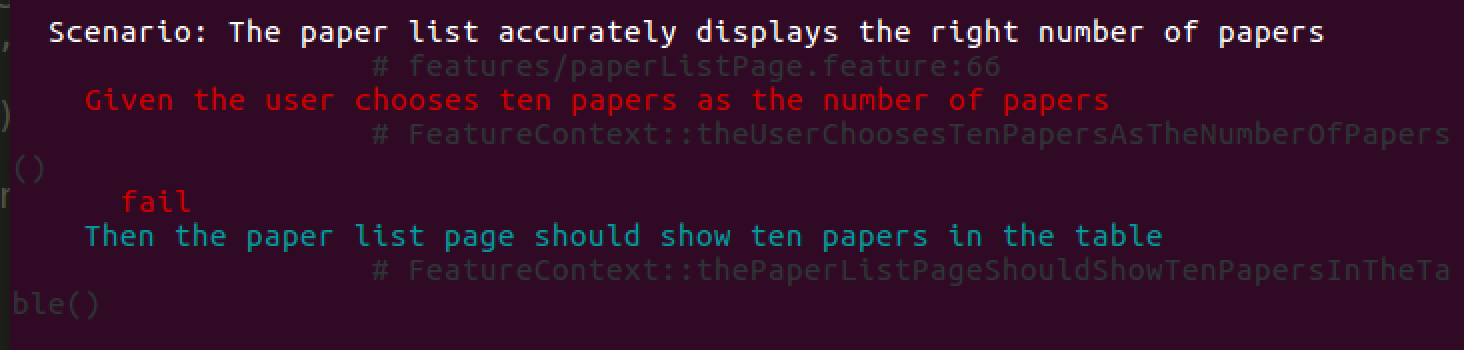 Scenario: The paper list accurately displays the right number of papers
# features/paperListPage.feature:66
Given the user chooses ten papers as the number of papers
# FeatureContext::theUserChoosesTenPapersAsTheNumberOfPapers
()
fail
Then the paper list page should show ten papers in the table
# FeatureContext::thePaperListPageShouldShowTenPapersInTheTa
ble()